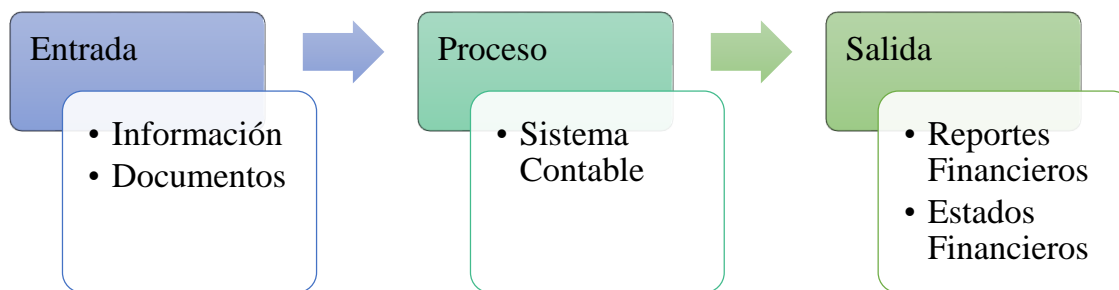 Entrada
• Información
• Documentos
Proceso
• Sistema
Contable
Salida
• Reportes
Financieros
• Estados
Financieros